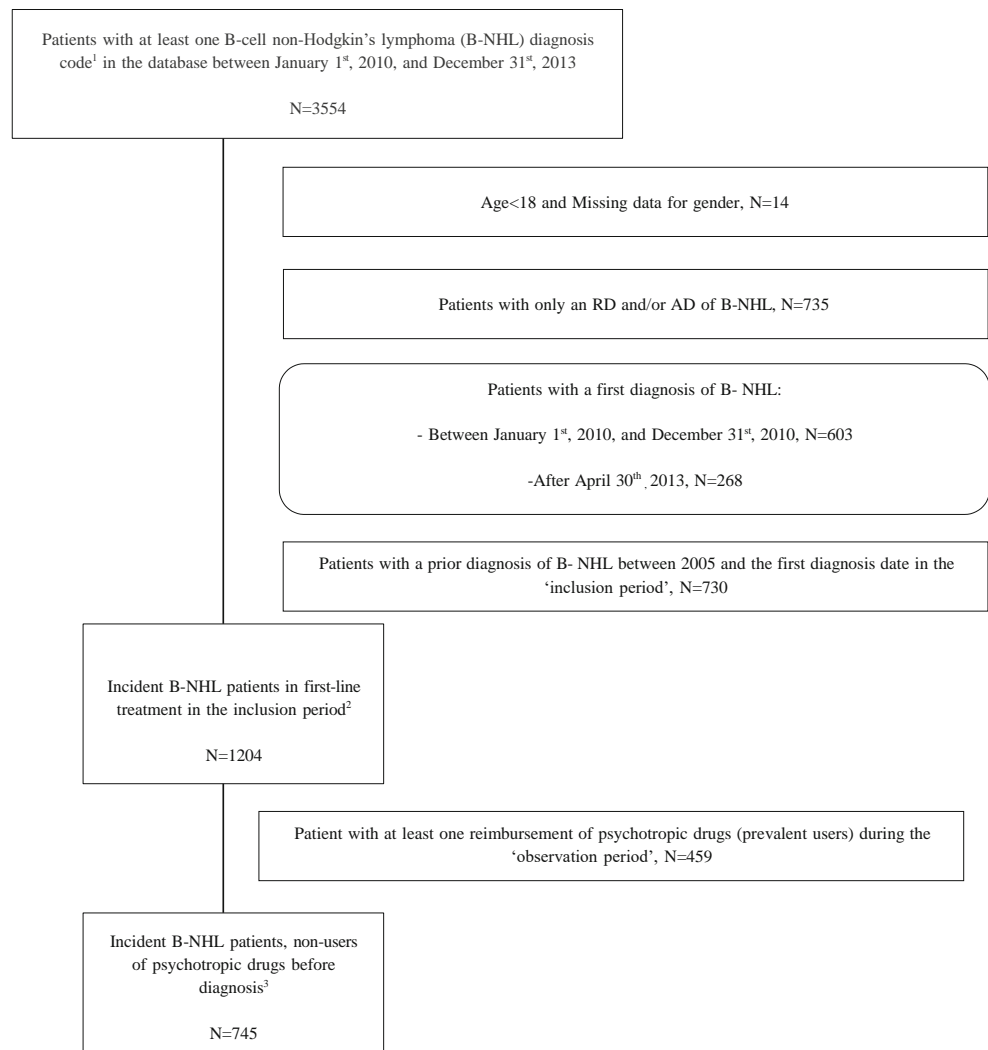 Patients with at least one B-cell non-Hodgkin's lymphoma (B-NHL) diagnosis
code¹ in the database between January 1ˢᵗ, 2010, and December 31ˢᵗ, 2013
N=3554
Age<18 and Missing data for gender, N=14
Patients with only an RD and/or AD of B-NHL, N=735
Patients with a first diagnosis of B- NHL:
- Between January 1ˢᵗ, 2010, and December 31ˢᵗ, 2010, N=603
-After April 30ᵗʰ, 2013, N=268
Patients with a prior diagnosis of B- NHL between 2005 and the first diagnosis date in the
‘inclusion period’, N=730
Incident B-NHL patients in first-line
treatment in the inclusion period²
N=1204
Patient with at least one reimbursement of psychotropic drugs (prevalent users) during the
‘observation period’, N=459
Incident B-NHL patients, non-users
of psychotropic drugs before
diagnosis³
N=745